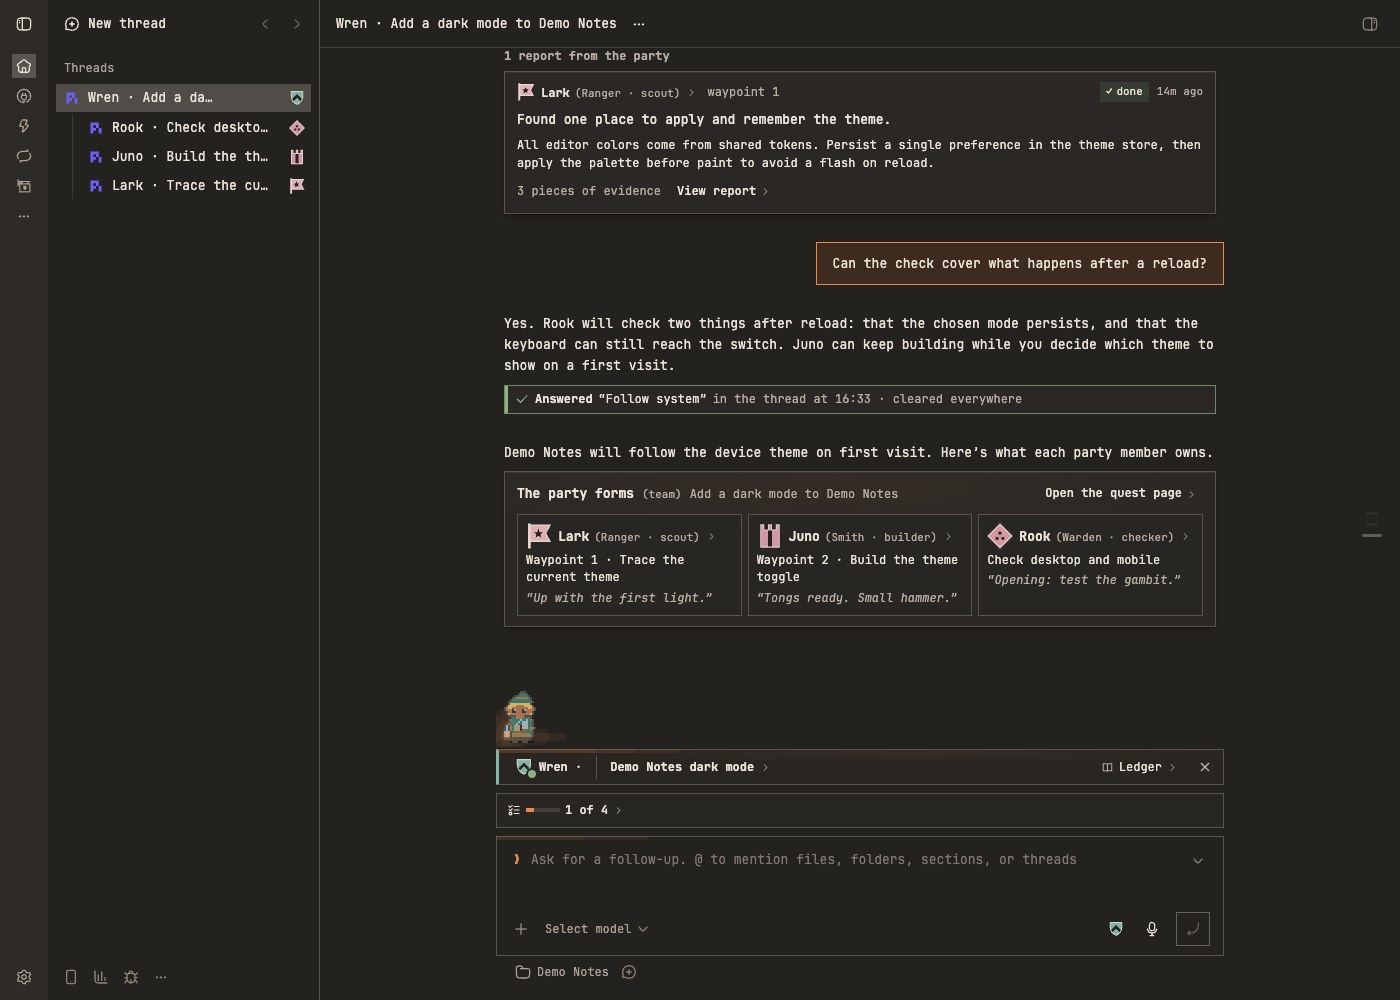 New thread
Wren · Add a dark mode to Demo Notes
Threads
Wren · Add a da…
Rook · Check deskto…
Juno · Build the th…
Lark · Trace the cu…
1 report from the party
Lark (Ranger · scout) waypoint 1
done 14m ago
Found one place to apply and remember the theme.
All editor colors come from shared tokens. Persist a single preference in the theme store, then
apply the palette before paint to avoid a flash on reload.
3 pieces of evidence View report
Can the check cover what happens after a reload?
Yes. Rook will check two things after reload: that the chosen mode persists, and that the
keyboard can still reach the switch. Juno can keep building while you decide which theme to
show on a first visit.
Answered “Follow system” in the thread at 16:33 · cleared everywhere
Demo Notes will follow the device theme on first visit. Here’s what each party member owns.
The party forms (team) Add a dark mode to Demo Notes
Open the quest page
Lark (Ranger · scout)
Waypoint 1 · Trace the
current theme
“Up with the first light.”
Juno (Smith · builder)
Waypoint 2 · Build the theme
toggle
“Tongs ready. Small hammer.”
Rook (Warden · checker)
Check desktop and mobile
“Opening: test the gambit.”
Wren · Demo Notes dark mode
Ledger
1 of 4
Ask for a follow-up. @ to mention files, folders, sections, or threads
Select model
Demo Notes